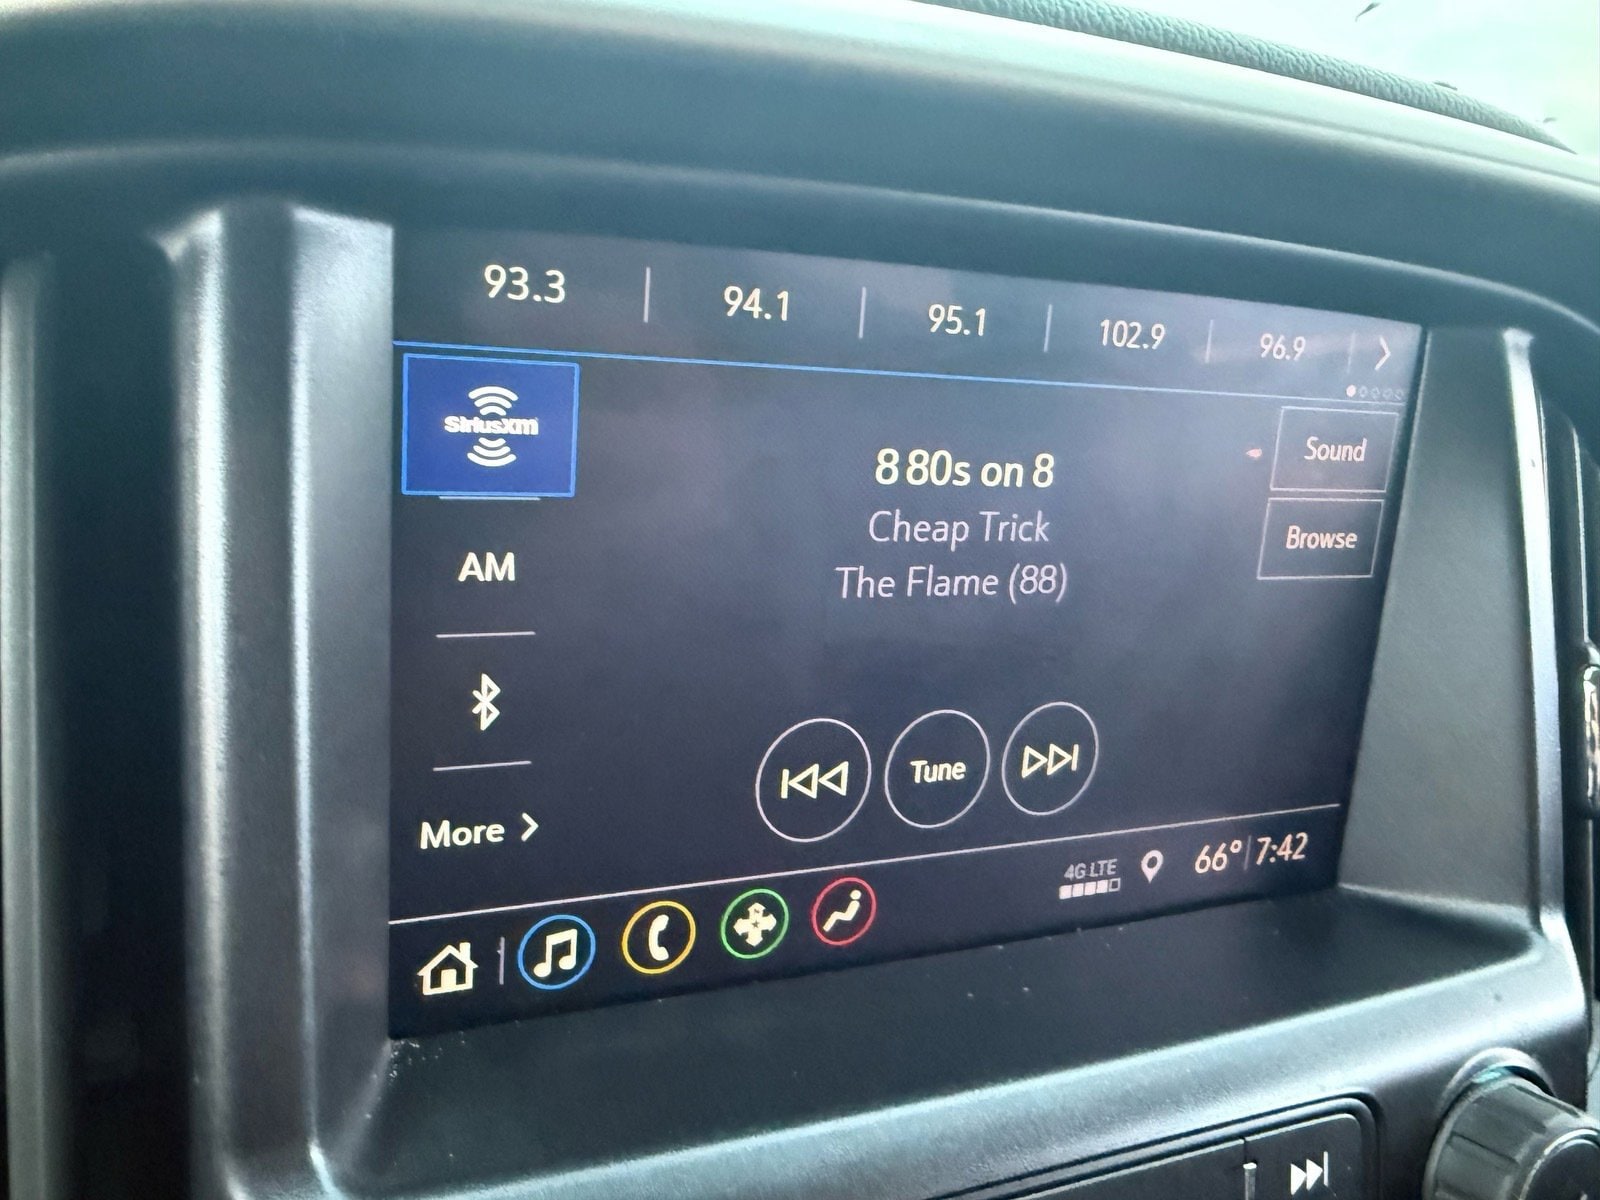 93.3 | 94.1 | 95.1 | 102.9 | 96.9
SiriusXM
8 80s on 8
Cheap Trick
The Flame (88)
Sound
Browse
AM
More
Tune
4G LTE
66° 7:42